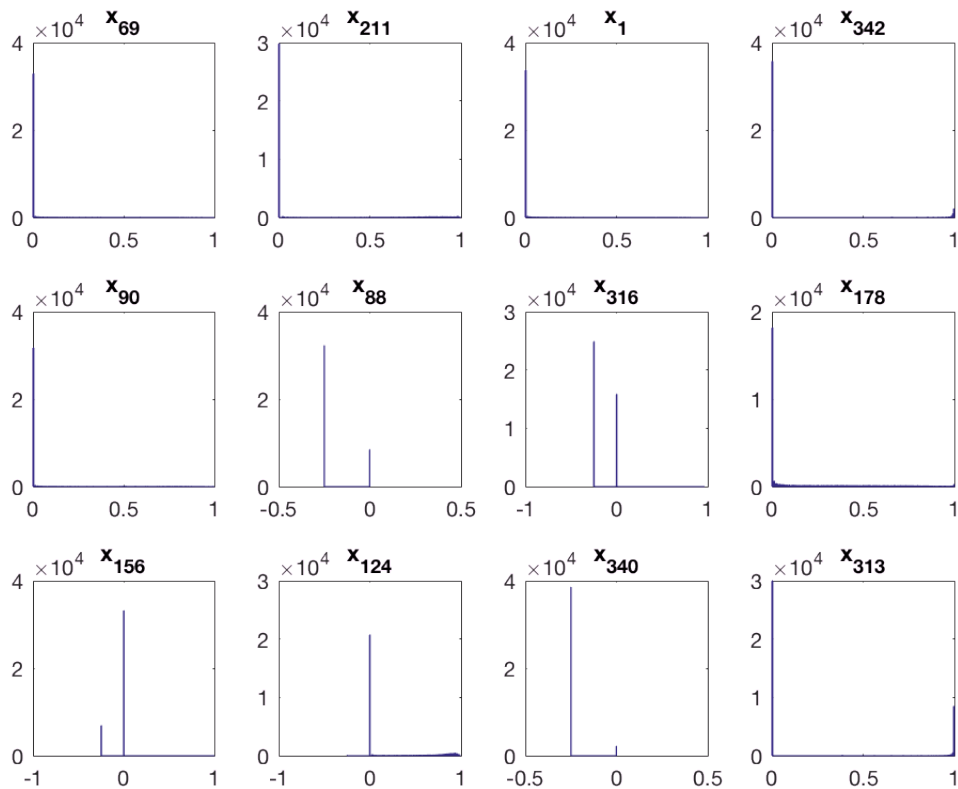 ×10⁴ x₆₉ ×10⁴ x₂₁₁ ×10⁴ x₁ ×10⁴ x₃₄₂
4 3 4 4
2 2 2 2
1
0 0 0 0
0 0.5 1 0 0.5 1 0 0.5 1 0 0.5 1
×10⁴ x₉₀ ×10⁴ x₈₈ ×10⁴ x₃₁₆ ×10⁴ x₁₇₈
4 4 3 2
2 2 2 1
1
0 0 0 0
0 0.5 1 -0.5 0 0.5 -1 0 1 0 0.5 1
×10⁴ x₁₅₆ ×10⁴ x₁₂₄ ×10⁴ x₃₄₀ ×10⁴ x₃₁₃
4 3 4 3
2 2 2 2
1 1
0 0 0 0
-1 0 1 -1 0 1 -0.5 0 0.5 0 0.5 1